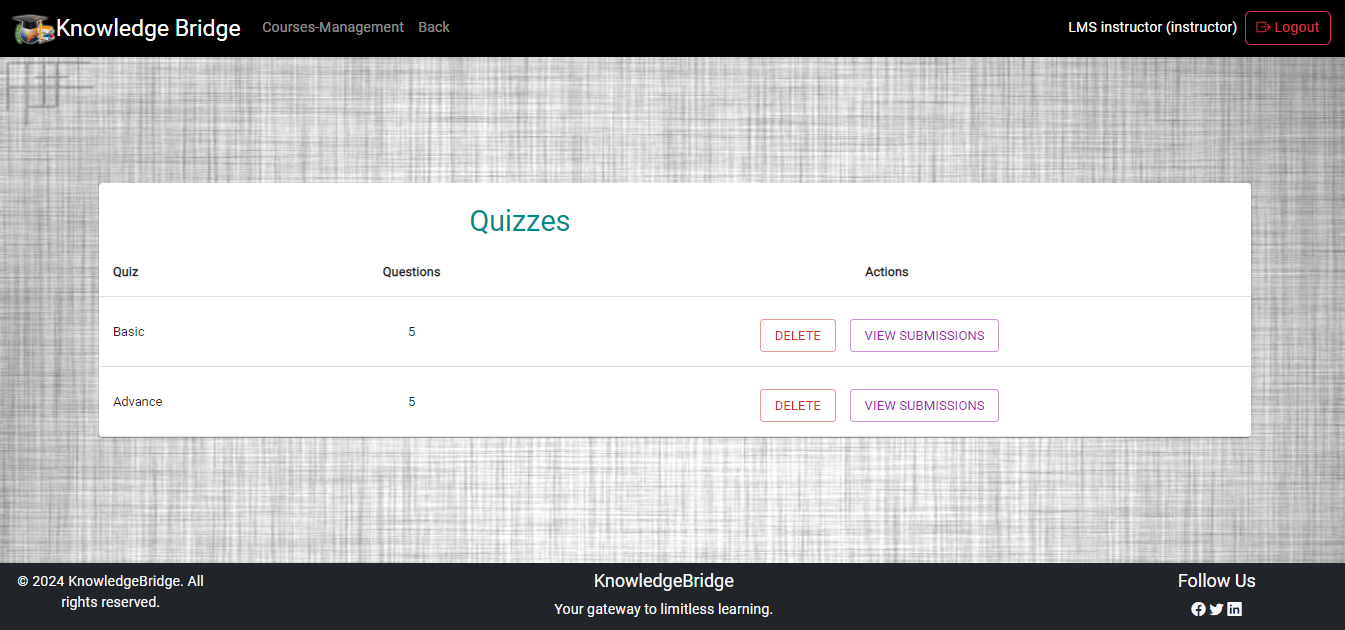 Knowledge Bridge Courses-Management Back LMS instructor (instructor) Logout
Quizzes
Quiz Questions Actions
Basic 5 DELETE VIEW SUBMISSIONS
Advance 5 DELETE VIEW SUBMISSIONS
© 2024 KnowledgeBridge. All
rights reserved.
KnowledgeBridge
Your gateway to limitless learning.
Follow Us